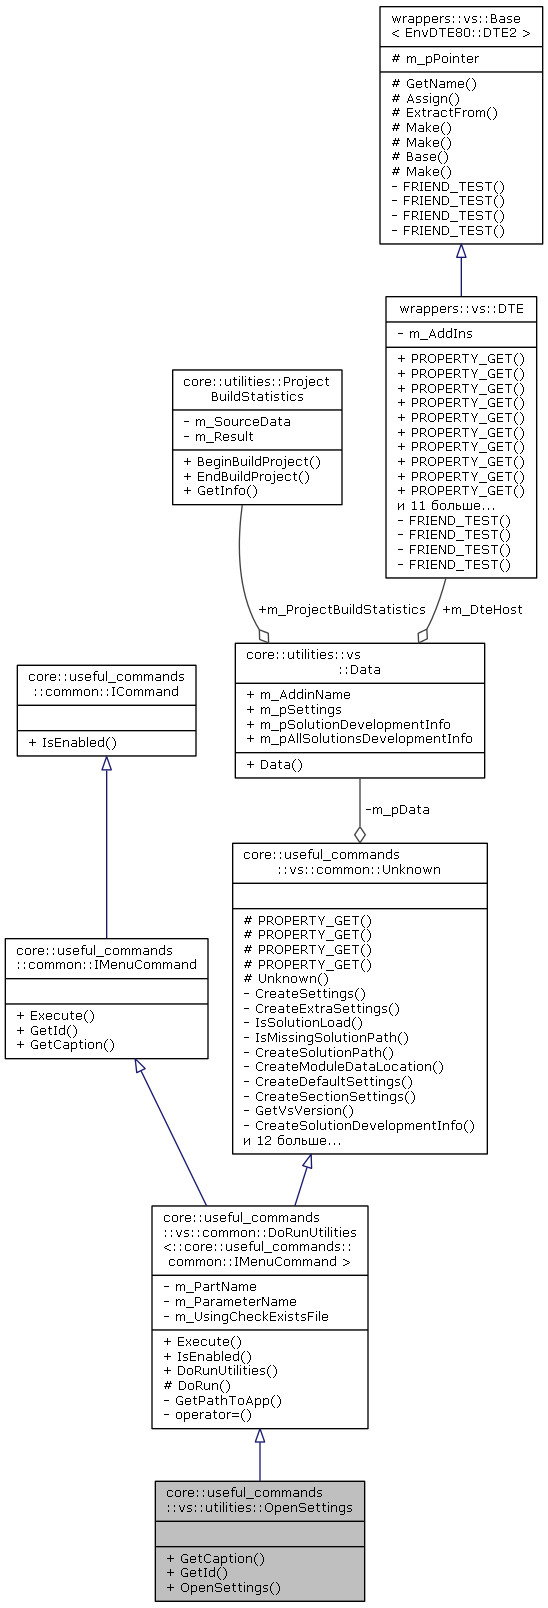 wrappers::vs::Base
< EnvDTE80::DTE2 >
# m_pPointer
# GetName()
# Assign()
# ExtractFrom()
# Make()
# Make()
# Base()
# Make()
- FRIEND_TEST()
- FRIEND_TEST()
- FRIEND_TEST()
- FRIEND_TEST()
wrappers::vs::DTE
- m_AddIns
+ PROPERTY_GET()
+ PROPERTY_GET()
+ PROPERTY_GET()
+ PROPERTY_GET()
+ PROPERTY_GET()
+ PROPERTY_GET()
+ PROPERTY_GET()
+ PROPERTY_GET()
+ PROPERTY_GET()
+ PROPERTY_GET()
и 11 больше...
- FRIEND_TEST()
- FRIEND_TEST()
- FRIEND_TEST()
- FRIEND_TEST()
core::utilities::Project
BuildStatistics
- m_SourceData
- m_Result
+ BeginBuildProject()
+ EndBuildProject()
+ GetInfo()
+m_ProjectBuildStatistics
+m_DteHost
core::utilities::vs
::Data
+ m_AddinName
+ m_pSettings
+ m_pSolutionDevelopmentInfo
+ m_pAllSolutionsDevelopmentInfo
+ Data()
core::useful_commands
::common::ICommand
+ IsEnabled()
-m_pData
core::useful_commands
::vs::common::Unknown
# PROPERTY_GET()
# PROPERTY_GET()
# PROPERTY_GET()
# PROPERTY_GET()
# Unknown()
- CreateSettings()
- CreateExtraSettings()
- IsSolutionLoad()
- IsMissingSolutionPath()
- CreateSolutionPath()
- CreateModuleDataLocation()
- CreateDefaultSettings()
- CreateSectionSettings()
- GetVsVersion()
- CreateSolutionDevelopmentInfo()
и 12 больше...
core::useful_commands
::common::IMenuCommand
+ Execute()
+ GetId()
+ GetCaption()
core::useful_commands
::vs::common::DoRunUtilities
<::core::useful_commands::
common::IMenuCommand >
- m_PartName
- m_ParameterName
- m_UsingCheckExistsFile
+ Execute()
+ IsEnabled()
+ DoRunUtilities()
# DoRun()
- GetPathToApp()
- operator=()
core::useful_commands
::vs::utilities::OpenSettings
+ GetCaption()
+ GetId()
+ OpenSettings()